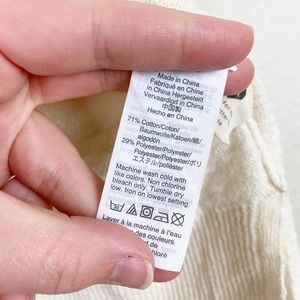 Made in China
Fabriqué en Chine
In China Hergestellt
Vervaardigd in China
中国製
Hecho en China
71% Cotton/Coton/
Baumwolle/Katoen/綿/
algodón
29% Polyester/Polyester/
Polyester/Polyester/ポリ
エステル/poliéster
Machine wash cold with
like colors. Non chlorine
bleach only. Tumble dry
low. Iron on lowest setting.
Laver à la machine à
des couleurs
de chloré